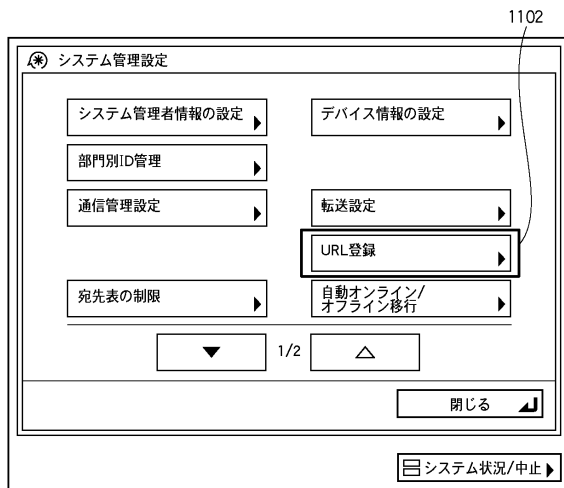 1102
システム管理設定
システム管理者情報の設定
デバイス情報の設定
部門別ID管理
通信管理設定
転送設定
URL登録
宛先表の制限
自動オンライン/
オフライン移行
1/2
閉じる
システム状況/中止